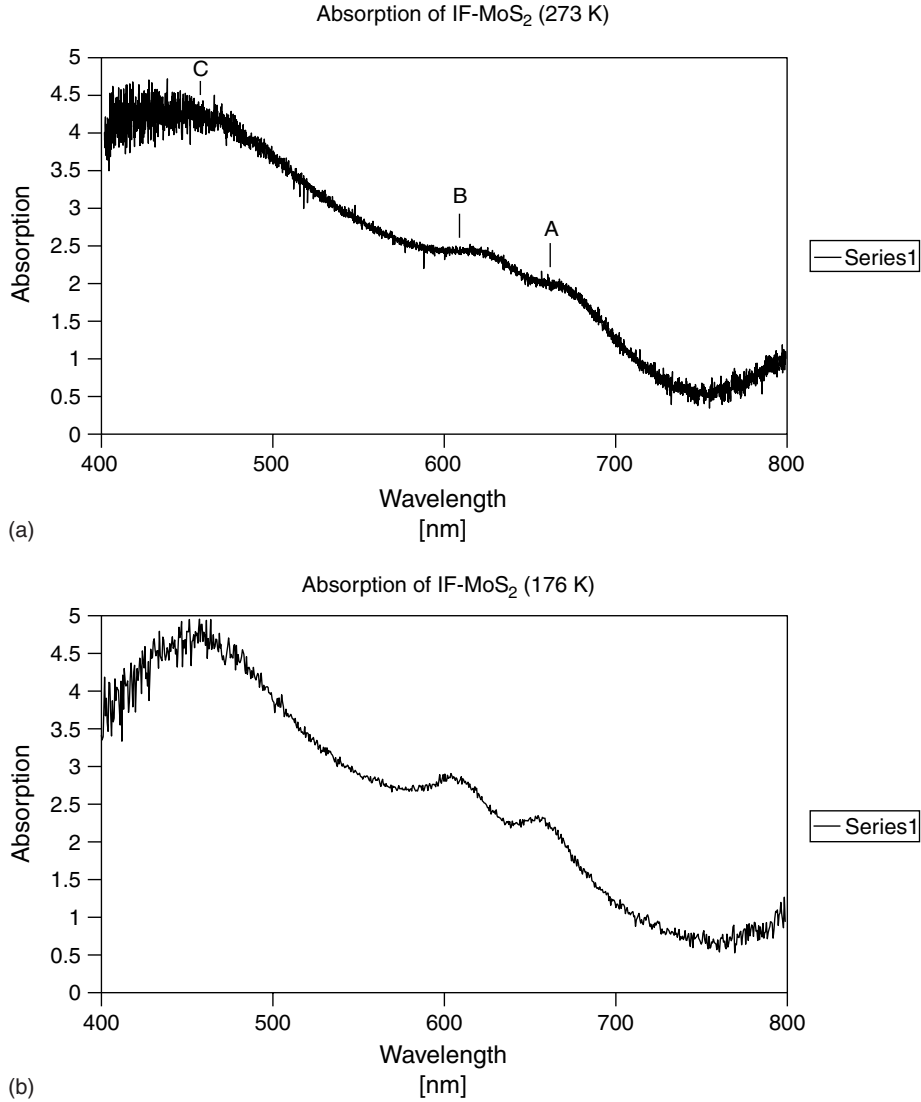 Absorption of IF-MoS₂ (273 K)
5
4.5
4
3.5
3
2.5
2
1.5
1
0.5
0
Absorption
C
B
A
Series1
400 500 600 700 800
Wavelength
[nm]
(a)
Absorption of IF-MoS₂ (176 K)
5
4.5
4
3.5
3
2.5
2
1.5
1
0.5
0
Absorption
Series1
400 500 600 700 800
Wavelength
[nm]
(b)